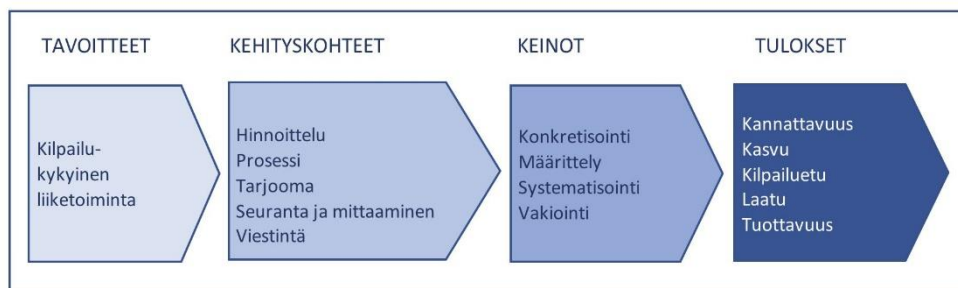 TAVOITTEET
KEHITYSKOHTEET
KEINOT
TULOKSET
Kilpailu-
kykyinen
liiketoiminta
Hinnoittelu
Prosessi
Tarjooma
Seuranta ja mittaaminen
Viestintä
Konkretisointi
Määrittely
Systematisointi
Vakiointi
Kannattavuus
Kasvu
Kilpailuetu
Laatu
Tuottavuus